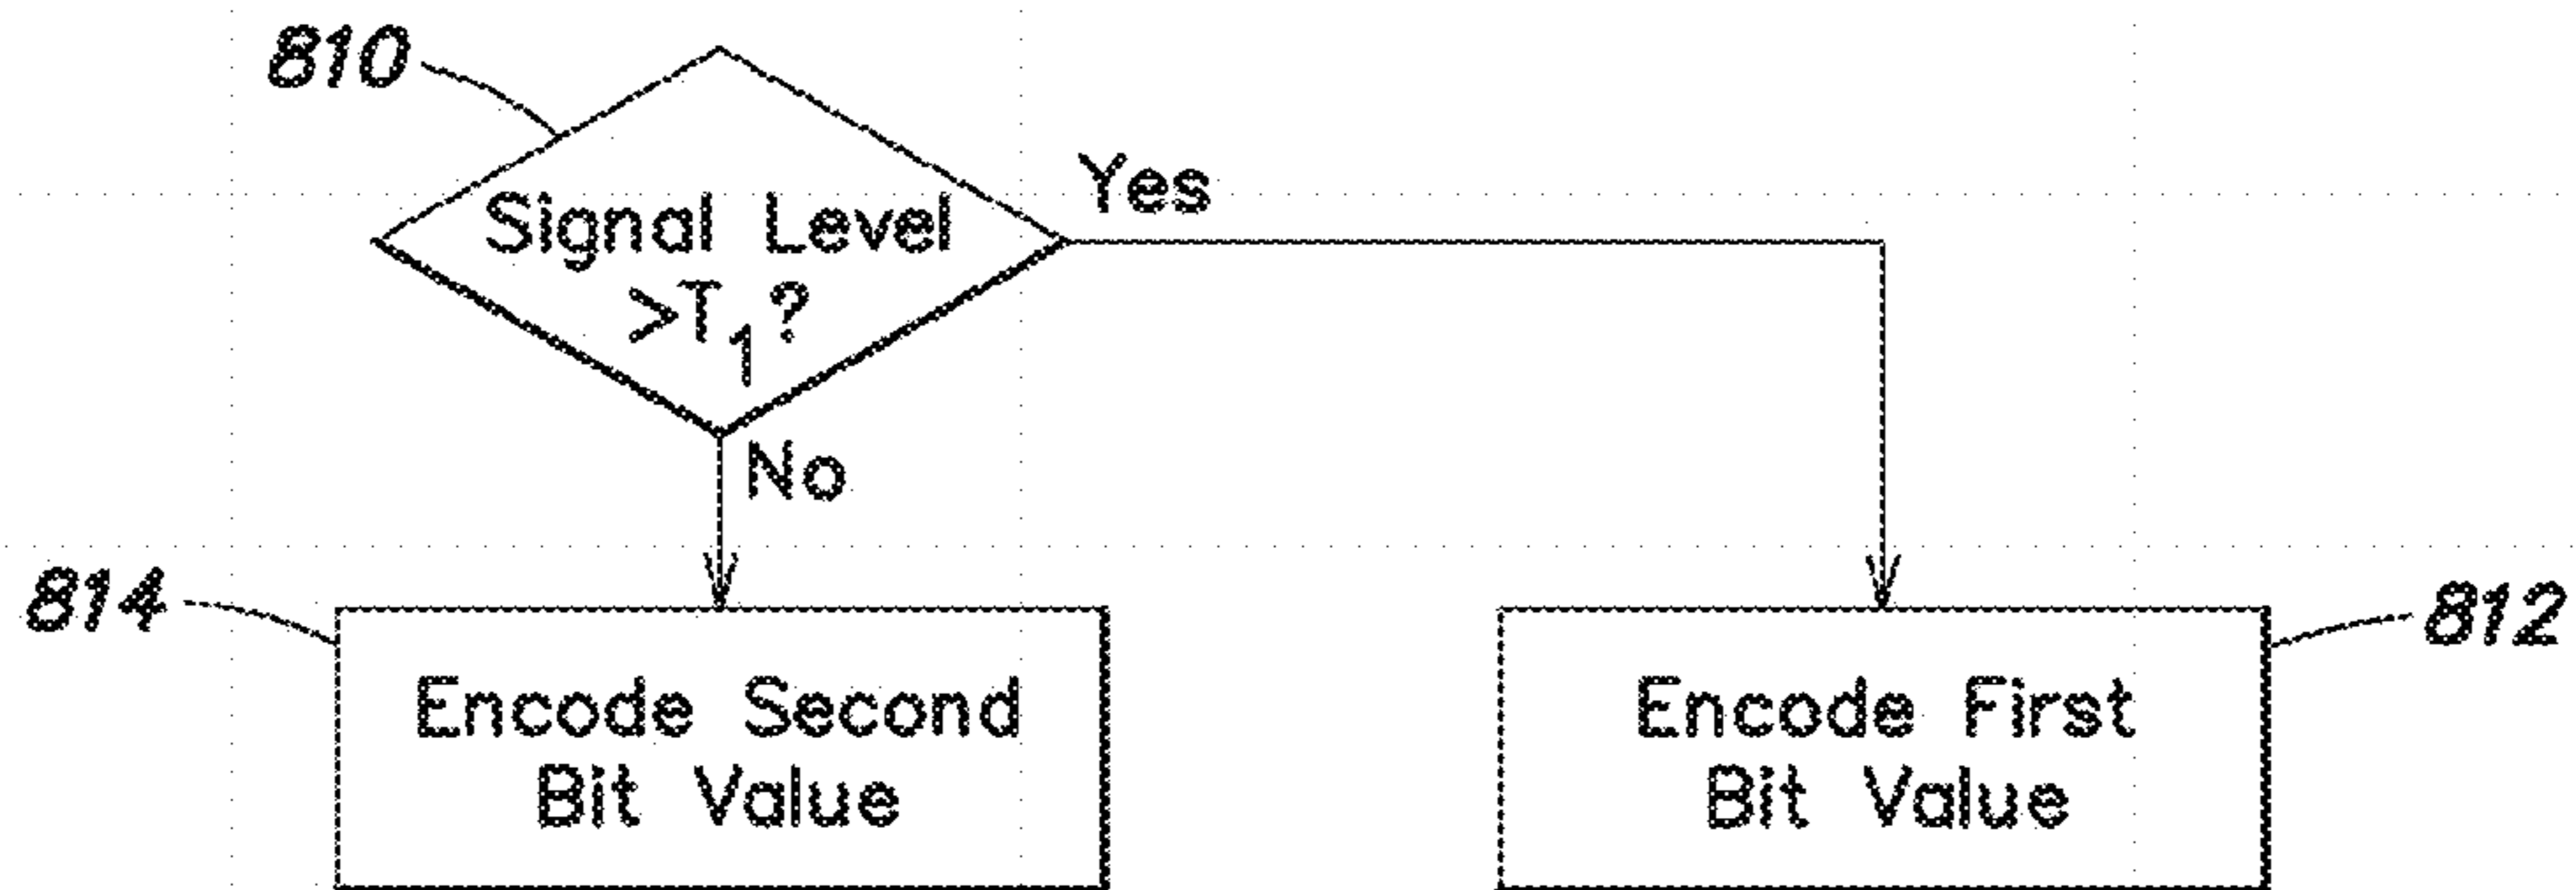 810
Signal Level
>T1?
Yes
No
814
Encode Second
Bit Value
Encode First
Bit Value
812